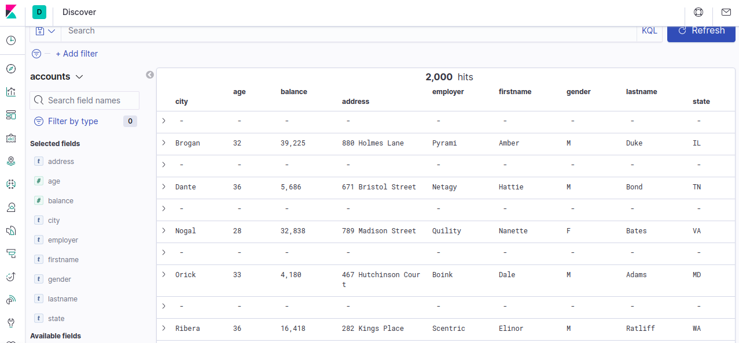 D Discover
Search KQL Refresh
+ Add filter
accounts
Search field names
Filter by type 0
Selected fields
t address
# age
# balance
t city
t employer
t firstname
t gender
t lastname
t state
Available fields
2,000 hits
city age balance address employer firstname gender lastname state
- - - - - - - - -
Brogan 32 39,225 880 Holmes Lane Pyrami Amber M Duke IL
- - - - - - - - -
Dante 36 5,686 671 Bristol Street Netagy Hattie M Bond TN
- - - - - - - - -
Nogal 28 32,838 789 Madison Street Quility Nanette F Bates VA
- - - - - - - - -
Orick 33 4,180 467 Hutchinson Cour Boink Dale M Adams MD
t
- - - - - - - - -
Ribera 36 16,418 282 Kings Place Scentric Elinor M Ratliff WA